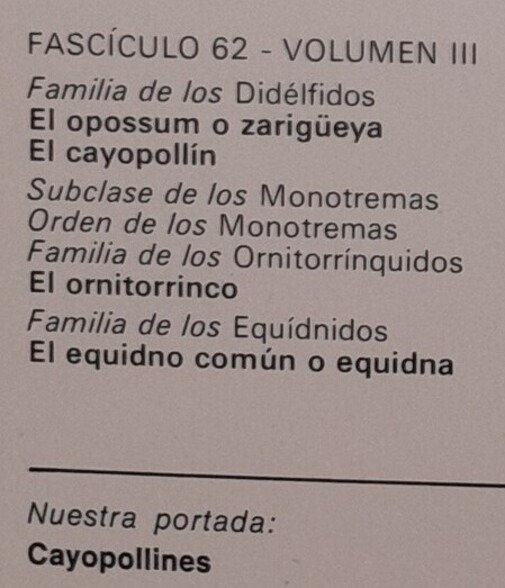 FASCÍCULO 62 - VOLUMEN III
Familia de los Didélfidos
El opossum o zarigüeya
El cayopollín
Subclase de los Monotremas
Orden de los Monotremas
Familia de los Ornitorrínquidos
El ornitorrinco
Familia de los Equídnidos
El equidno común o equidna
Nuestra portada:
Cayopollines